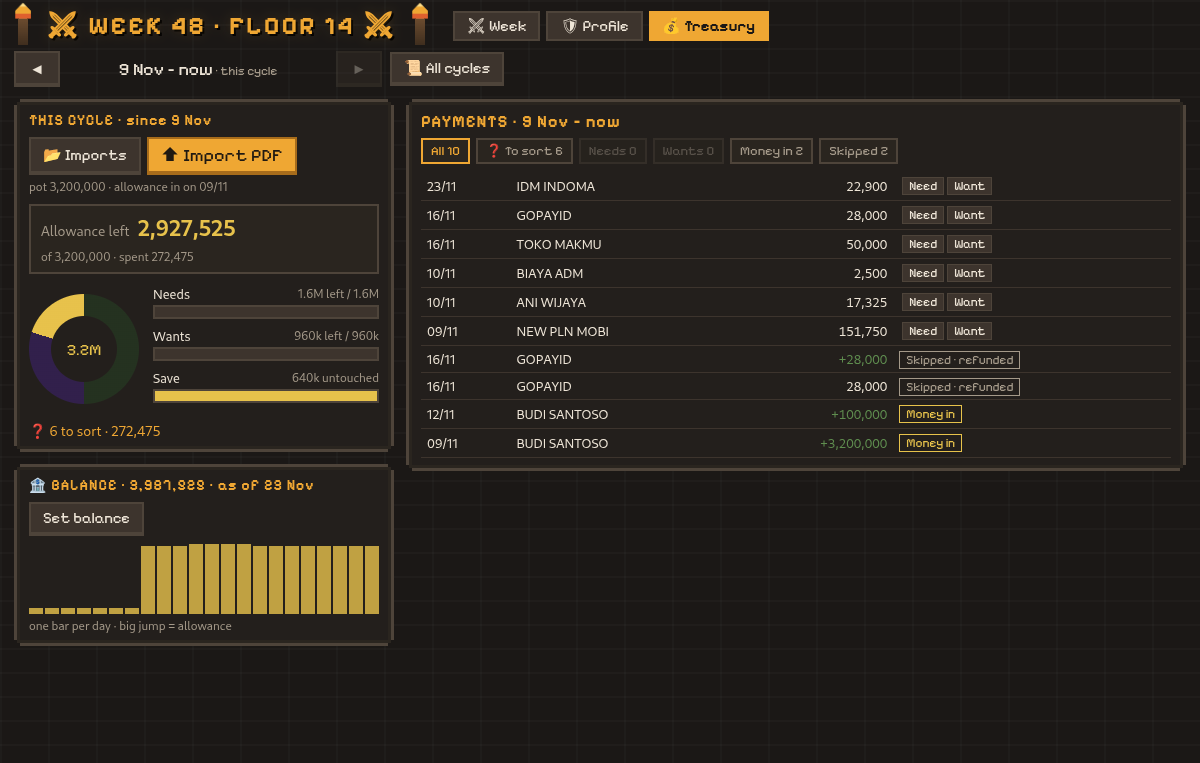 WEEK 48 · FLOOR 14
Week
Profile
Treasury
◀
9 Nov - now · this cycle
▶
All cycles
THIS CYCLE · since 9 Nov
Imports
Import PDF
pot 3,200,000 · allowance in on 09/11
Allowance left 2,927,525
of 3,200,000 · spent 272,475
3.2M
Needs 1.6M left / 1.6M
Wants 960k left / 960k
Save 640k untouched
❓ 6 to sort · 272,475
BALANCE · 3,987,928 · as of 23 Nov
Set balance
one bar per day · big jump = allowance
PAYMENTS · 9 Nov - now
All 10
❓ To sort 6
Needs 0
Wants 0
Money in 2
Skipped 2
23/11 IDM INDOMA 22,900 Need Want
16/11 GOPAYID 28,000 Need Want
16/11 TOKO MAKMU 50,000 Need Want
10/11 BIAYA ADM 2,500 Need Want
10/11 ANI WIJAYA 17,325 Need Want
09/11 NEW PLN MOBI 151,750 Need Want
16/11 GOPAYID +28,000 Skipped · refunded
16/11 GOPAYID 28,000 Skipped · refunded
12/11 BUDI SANTOSO +100,000 Money in
09/11 BUDI SANTOSO +3,200,000 Money in